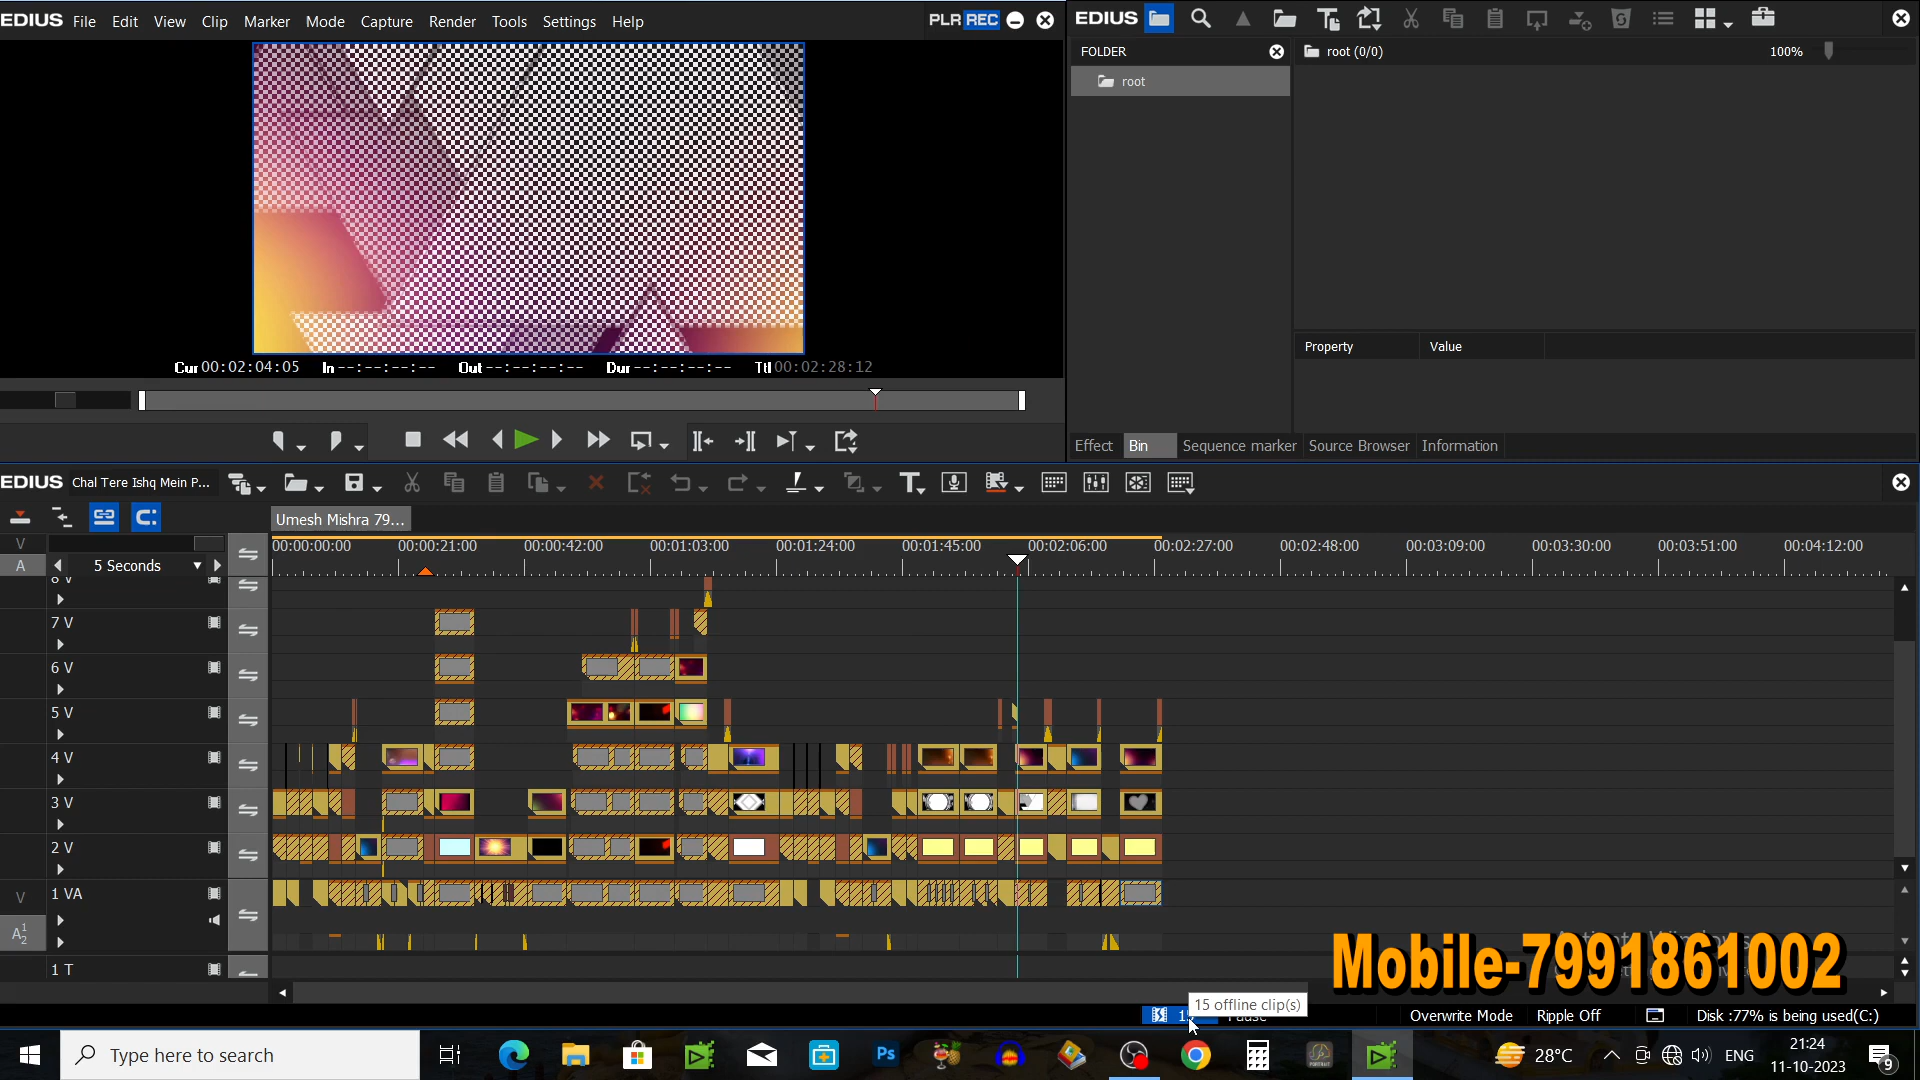 EDIUS File Edit View Clip Marker Mode Capture Render Tools Settings Help
PLR REC
EDIUS
FOLDER
root (0/0)
100%
root
Cur 00:02:04:05 In --:--:--:-- Out --:--:--:-- Dur --:--:--:-- Ttl 00:02:28:12
Property Value
Effect Bin Sequence marker Source Browser Information
EDIUS Chal Tere Ishq Mein P...
Umesh Mishra 79...
V
A
5 Seconds
00:00:00:00 00:00:21:00 00:00:42:00 00:01:03:00 00:01:24:00 00:01:45:00 00:02:06:00 00:02:27:00 00:02:48:00 00:03:09:00 00:03:30:00 00:03:51:00 00:04:12:00
8 V
7 V
6 V
5 V
4 V
3 V
2 V
V
1 VA
A 1 2
1 T
Mobile-7991861002
15 offline clip(s)
Overwrite Mode Ripple Off Disk :77% is being used(C:)
Type here to search
Ps
28°C
ENG
21:24
11-10-2023
9